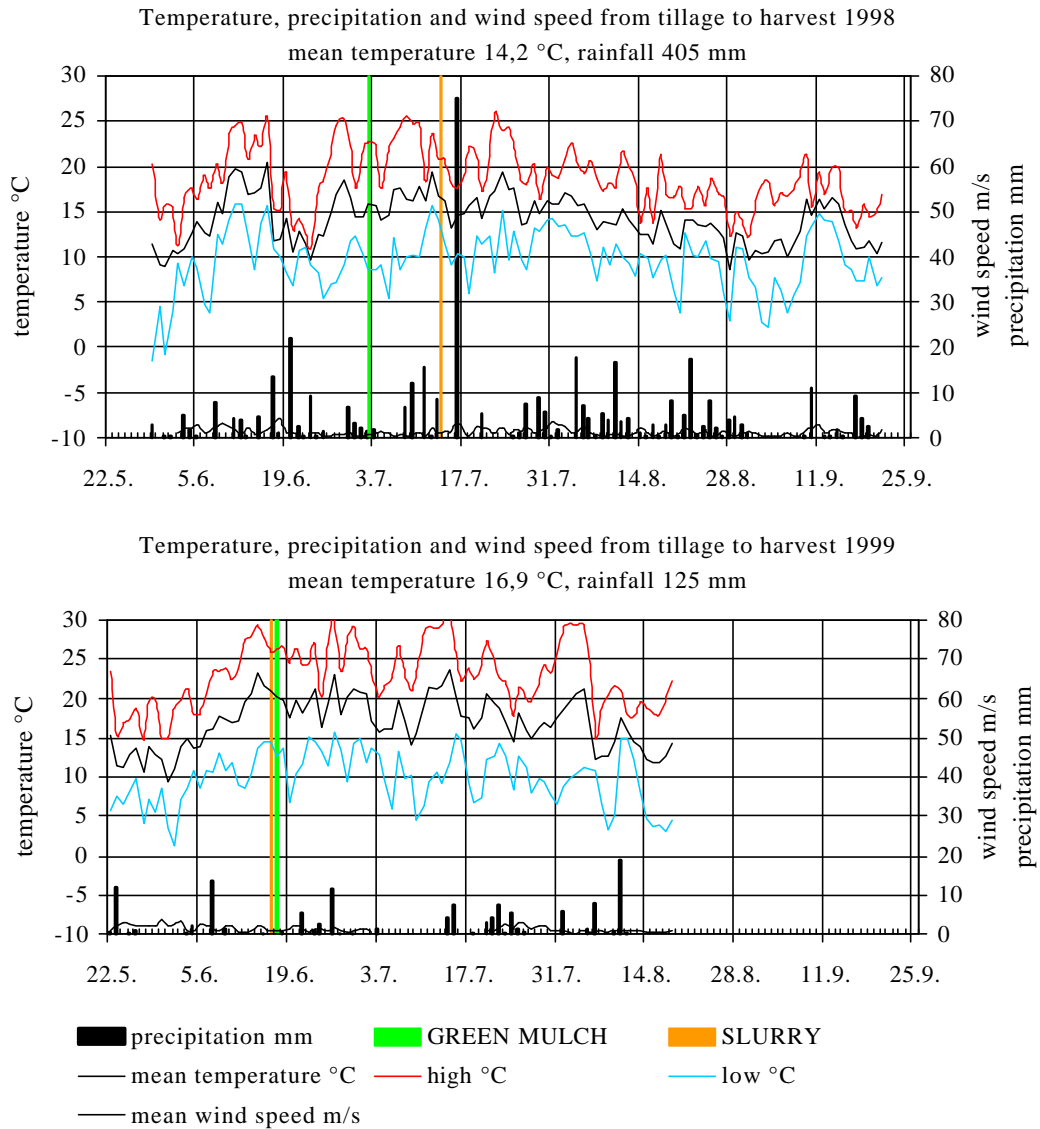 Temperature, precipitation and wind speed from tillage to harvest 1998
mean temperature 14,2 °C, rainfall 405 mm
30
25
20
15
10
5
0
-5
-10
temperature °C
80
70
60
50
40
30
20
10
0
wind speed m/s
precipitation mm
22.5. 5.6. 19.6. 3.7. 17.7. 31.7. 14.8. 28.8. 11.9. 25.9.
Temperature, precipitation and wind speed from tillage to harvest 1999
mean temperature 16,9 °C, rainfall 125 mm
30
25
20
15
10
5
0
-5
-10
temperature °C
80
70
60
50
40
30
20
10
0
wind speed m/s
precipitation mm
22.5. 5.6. 19.6. 3.7. 17.7. 31.7. 14.8. 28.8. 11.9. 25.9.
precipitation mm GREEN MULCH SLURRY
mean temperature °C high °C low °C
mean wind speed m/s